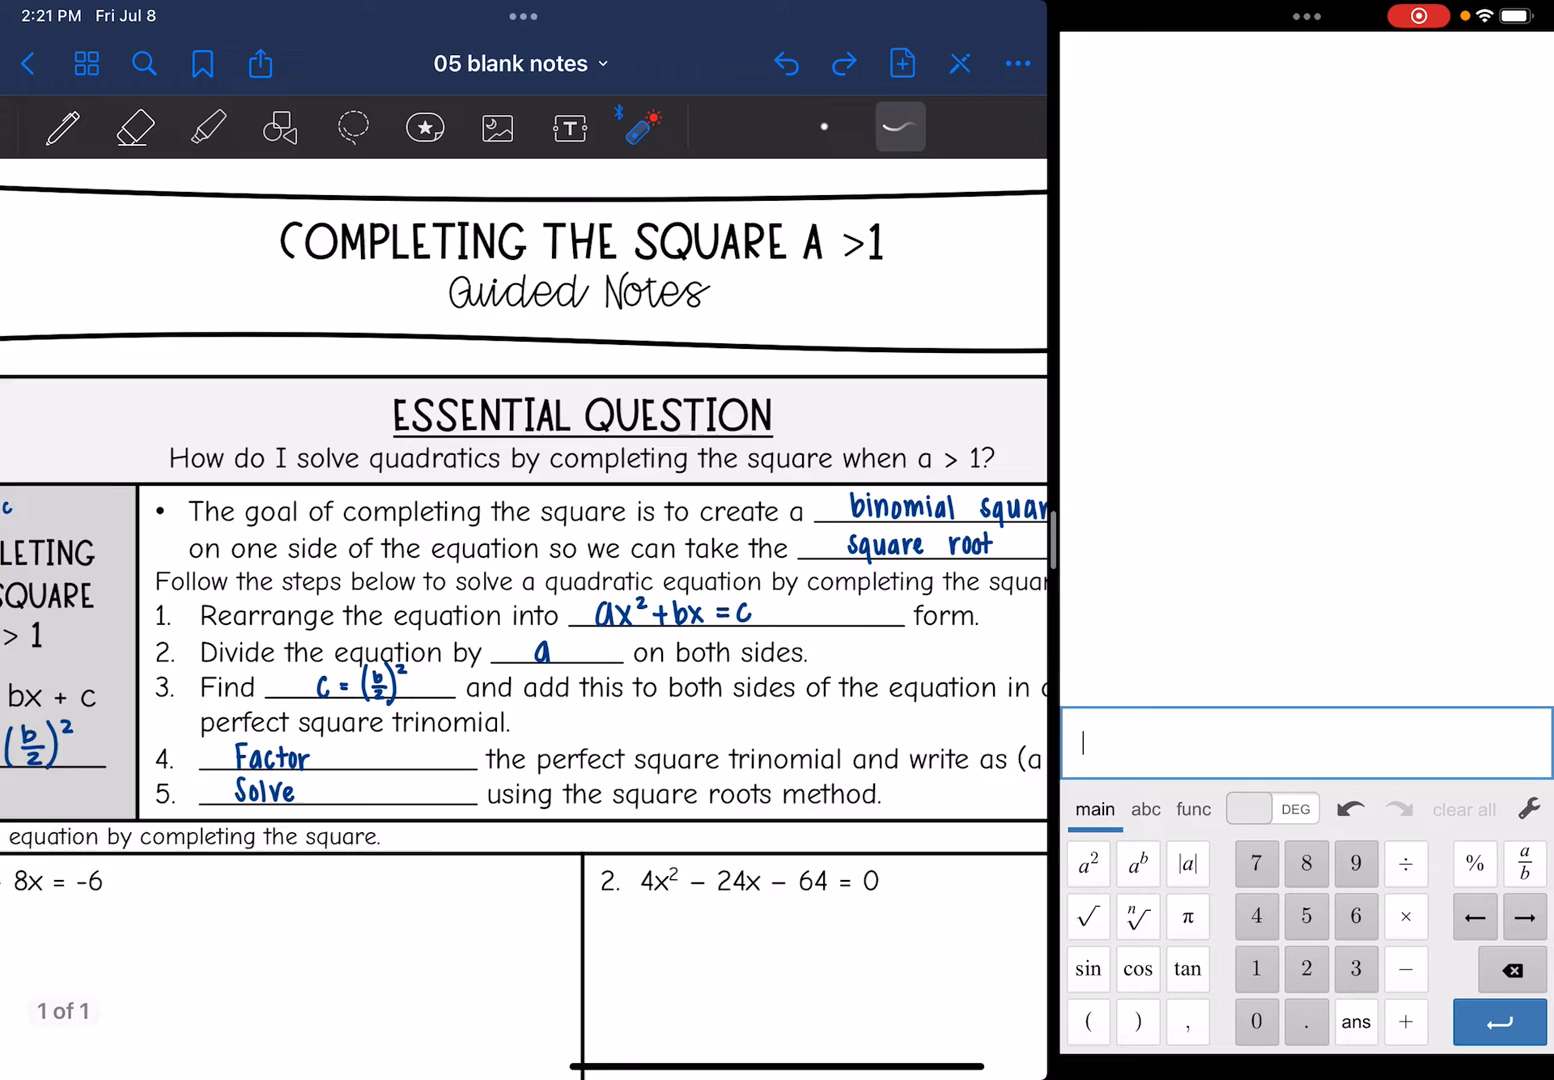 2:21 PM Fri Jul 8
05 blank notes
T
COMPLETING THE SQUARE A >1
Guided Notes
ESSENTIAL QUESTION
How do I solve quadratics by completing the square when a > 1?
c
LETING
SQUARE
> 1
bx + c
(b/2)²
• The goal of completing the square is to create a binomial squar
on one side of the equation so we can take the square root
Follow the steps below to solve a quadratic equation by completing the squar
1. Rearrange the equation into ax² + bx = c form.
2. Divide the equation by a on both sides.
3. Find c = (b/2)² and add this to both sides of the equation in
perfect square trinomial.
4. Factor the perfect square trinomial and write as (a
5. Solve using the square roots method.
equation by completing the square.
8x = -6
2. 4x² − 24x − 64 = 0
1 of 1
main abc func DEG clear all
a² aᵇ |a| 7 8 9 ÷ % a/b
√ ⁿ√ π 4 5 6 × ← →
sin cos tan 1 2 3 −
( ) , 0 . ans +